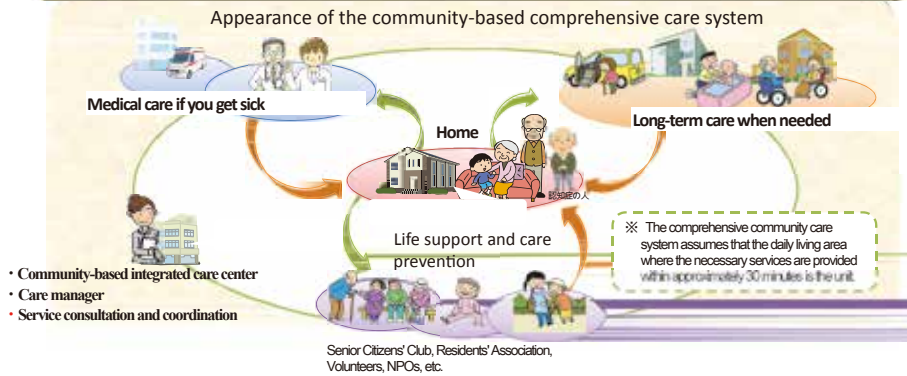 Appearance of the community-based comprehensive care system
Medical care if you get sick
Home
Long-term care when needed
認知症の人
Life support and care
prevention
※ The comprehensive community care
system assumes that the daily living area
where the necessary services are provided
within approximately 30 minutes is the unit.
・Community-based integrated care center
・Care manager
・Service consultation and coordination
Senior Citizens' Club, Residents' Association,
Volunteers, NPOs, etc.